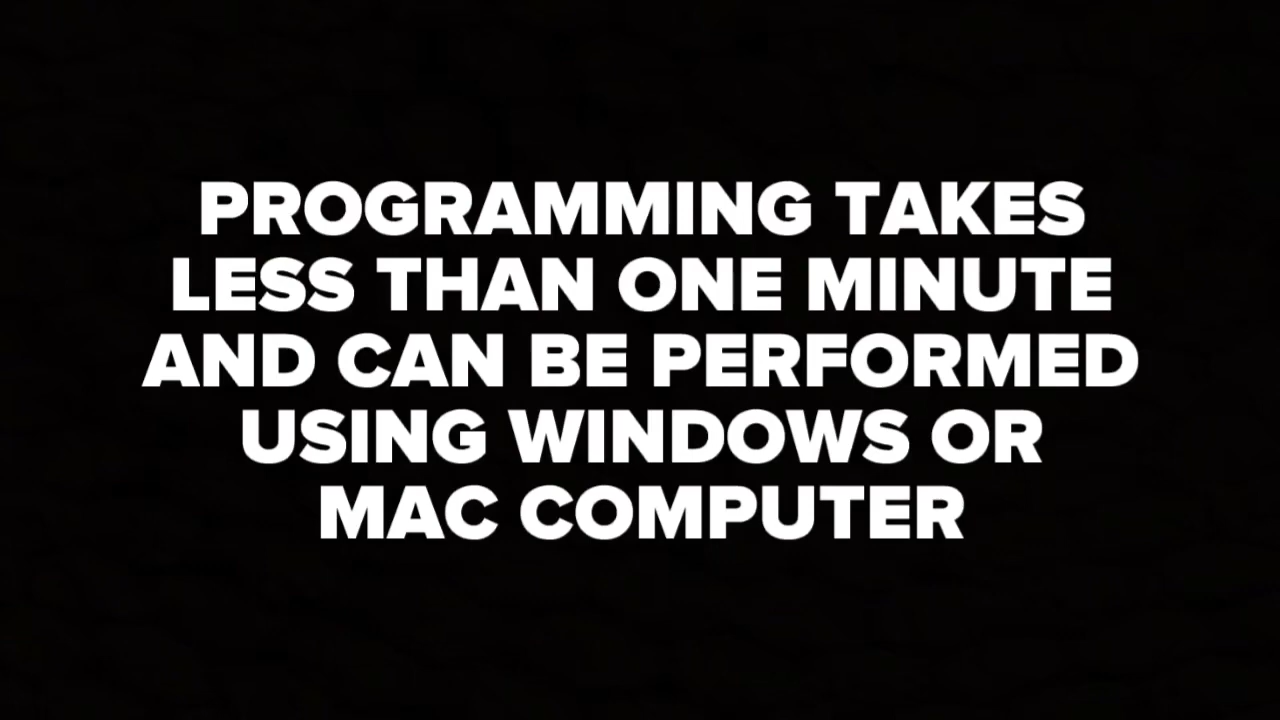 PROGRAMMING TAKES
LESS THAN ONE MINUTE
AND CAN BE PERFORMED
USING WINDOWS OR
MAC COMPUTER